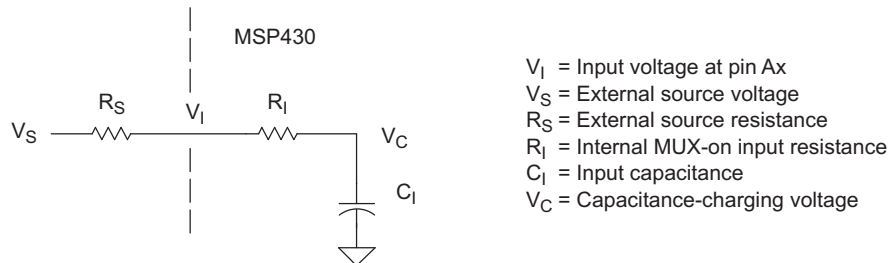 MSP430
V_S
R_S
V_I
R_I
V_C
C_I
V_I = Input voltage at pin Ax
V_S = External source voltage
R_S = External source resistance
R_I = Internal MUX-on input resistance
C_I = Input capacitance
V_C = Capacitance-charging voltage